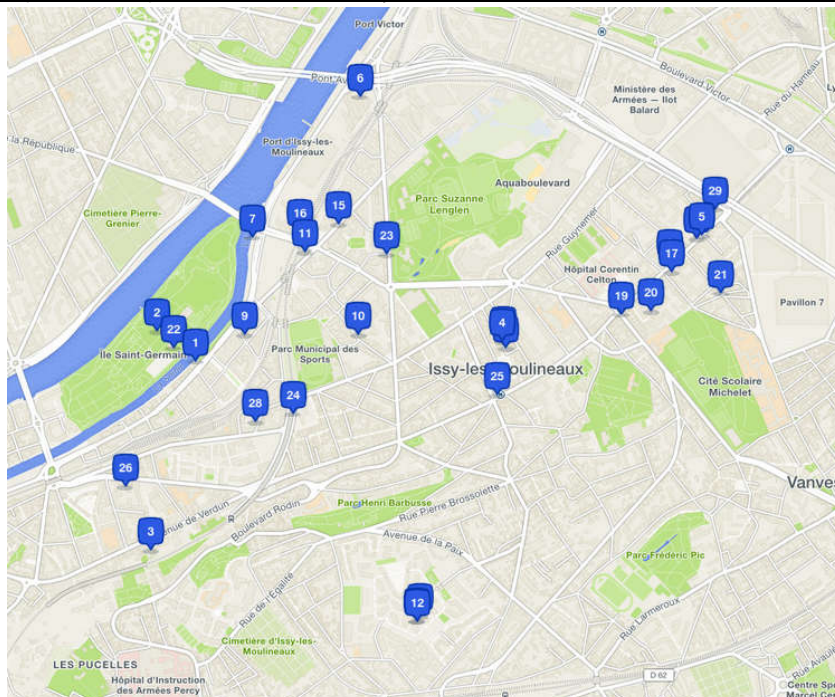 Port Victor
6
Boulevard Victor
Rue du Hameau
Ministère des
Armées — Ilot
Balard
Port d'Issy-les-
Moulineaux
la République
Cimetière Pierre-
Grenier
Parc Suzanne
Lenglen
Aquaboulevard
29
5
7
16
15
11
23
Rue Guynemer
17
Hôpital Corentin
Celton
21
20
19
Pavillon 7
2
22
1
9
10
4
Île Saint-Germain
Parc Municipal des
Sports
Issy-les-Moulineaux
25
Cité Scolaire
Michelet
28
24
26
Vanves
Parc Henri Barbusse
Rue Pierre Brossolette
Avenue de Verdun
Boulevard Rodin
3
Avenue de la Paix
Parc Frédéric Pic
Rue de l'Égalité
12
Rue Larmeroux
Cimetière d'Issy-les-
Moulineaux
LES PUCELLES
Hôpital d'Instruction
des Armées Percy
D 62